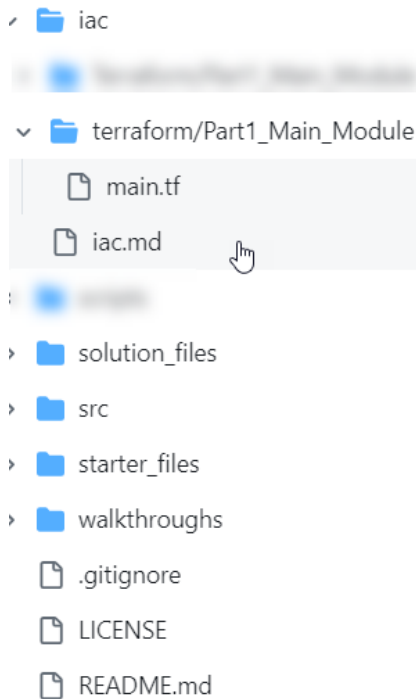 iac
terraform/Part1_Main_Module
main.tf
iac.md
solution_files
src
starter_files
walkthroughs
.gitignore
LICENSE
README.md